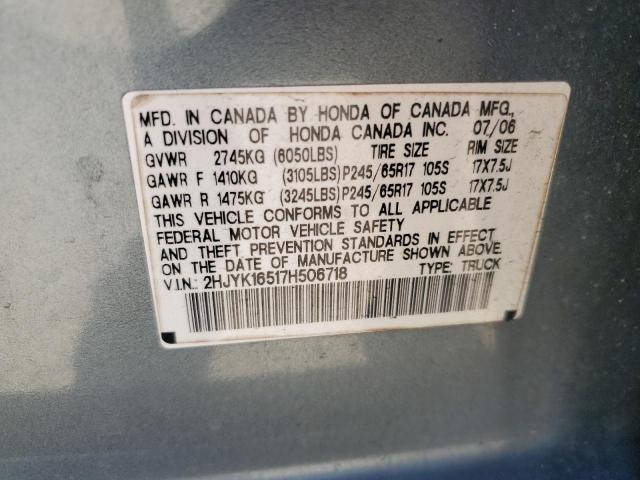 MFD. IN CANADA BY HONDA OF CANADA MFG.,
A DIVISION OF HONDA CANADA INC. 07/06
GVWR 2745KG (6050LBS) TIRE SIZE RIM SIZE
GAWR F 1410KG (3105LBS) P245/65R17 105S 17X7.5J
GAWR R 1475KG (3245LBS) P245/65R17 105S 17X7.5J
THIS VEHICLE CONFORMS TO ALL APPLICABLE
FEDERAL MOTOR VEHICLE SAFETY
AND THEFT PREVENTION STANDARDS IN EFFECT
ON THE DATE OF MANUFACTURE SHOWN ABOVE.
V.I.N.: 2HJYK16517H506718 TYPE: TRUCK